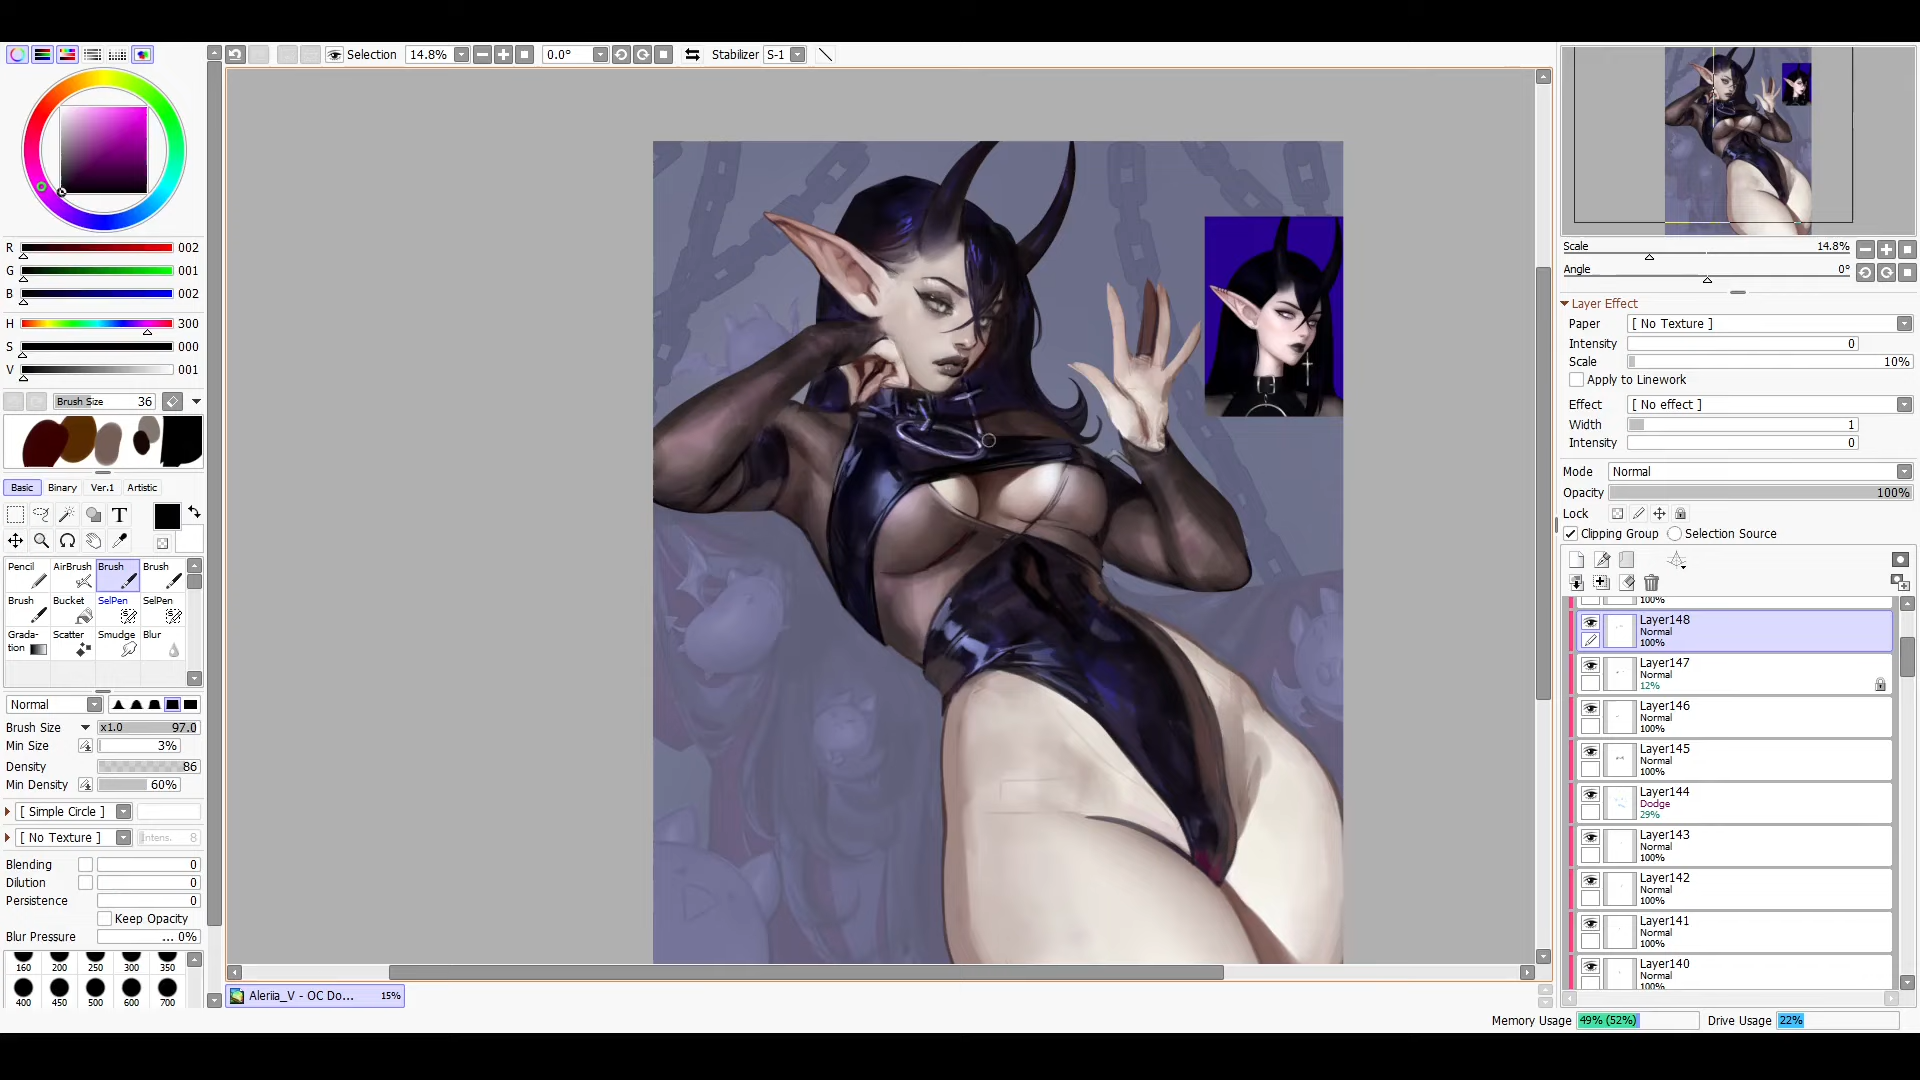 Selection 14.8% 0.0° Stabilizer S-1
R 002
G 001
B 002
H 300
S 000
V 001
Brush Size 36
Basic Binary Ver.1 Artistic
T
Pencil AirBrush Brush Brush
Brush Bucket SelPen SelPen
Grada-
tion Scatter Smudge Blur
Normal
Brush Size x1.0 97.0
Min Size 3%
Density 86
Min Density 60%
[ Simple Circle ]
[ No Texture ] Intens. 8
Blending 0
Dilution 0
Persistence 0
Keep Opacity
Blur Pressure ... 0%
160 200 250 300 350
400 450 500 600 700
Aleriia_V - OC Do... 15%
Scale 14.8%
Angle 0°
Layer Effect
Paper [ No Texture ]
Intensity 0
Scale 10%
Apply to Linework
Effect [ No effect ]
Width 1
Intensity 0
Mode Normal
Opacity 100%
Lock
Clipping Group Selection Source
100%
Layer148
Normal
100%
Layer147
Normal
12%
Layer146
Normal
100%
Layer145
Normal
100%
Layer144
Dodge
29%
Layer143
Normal
100%
Layer142
Normal
100%
Layer141
Normal
100%
Layer140
Normal
100%
Memory Usage 49% (52%) Drive Usage 22%